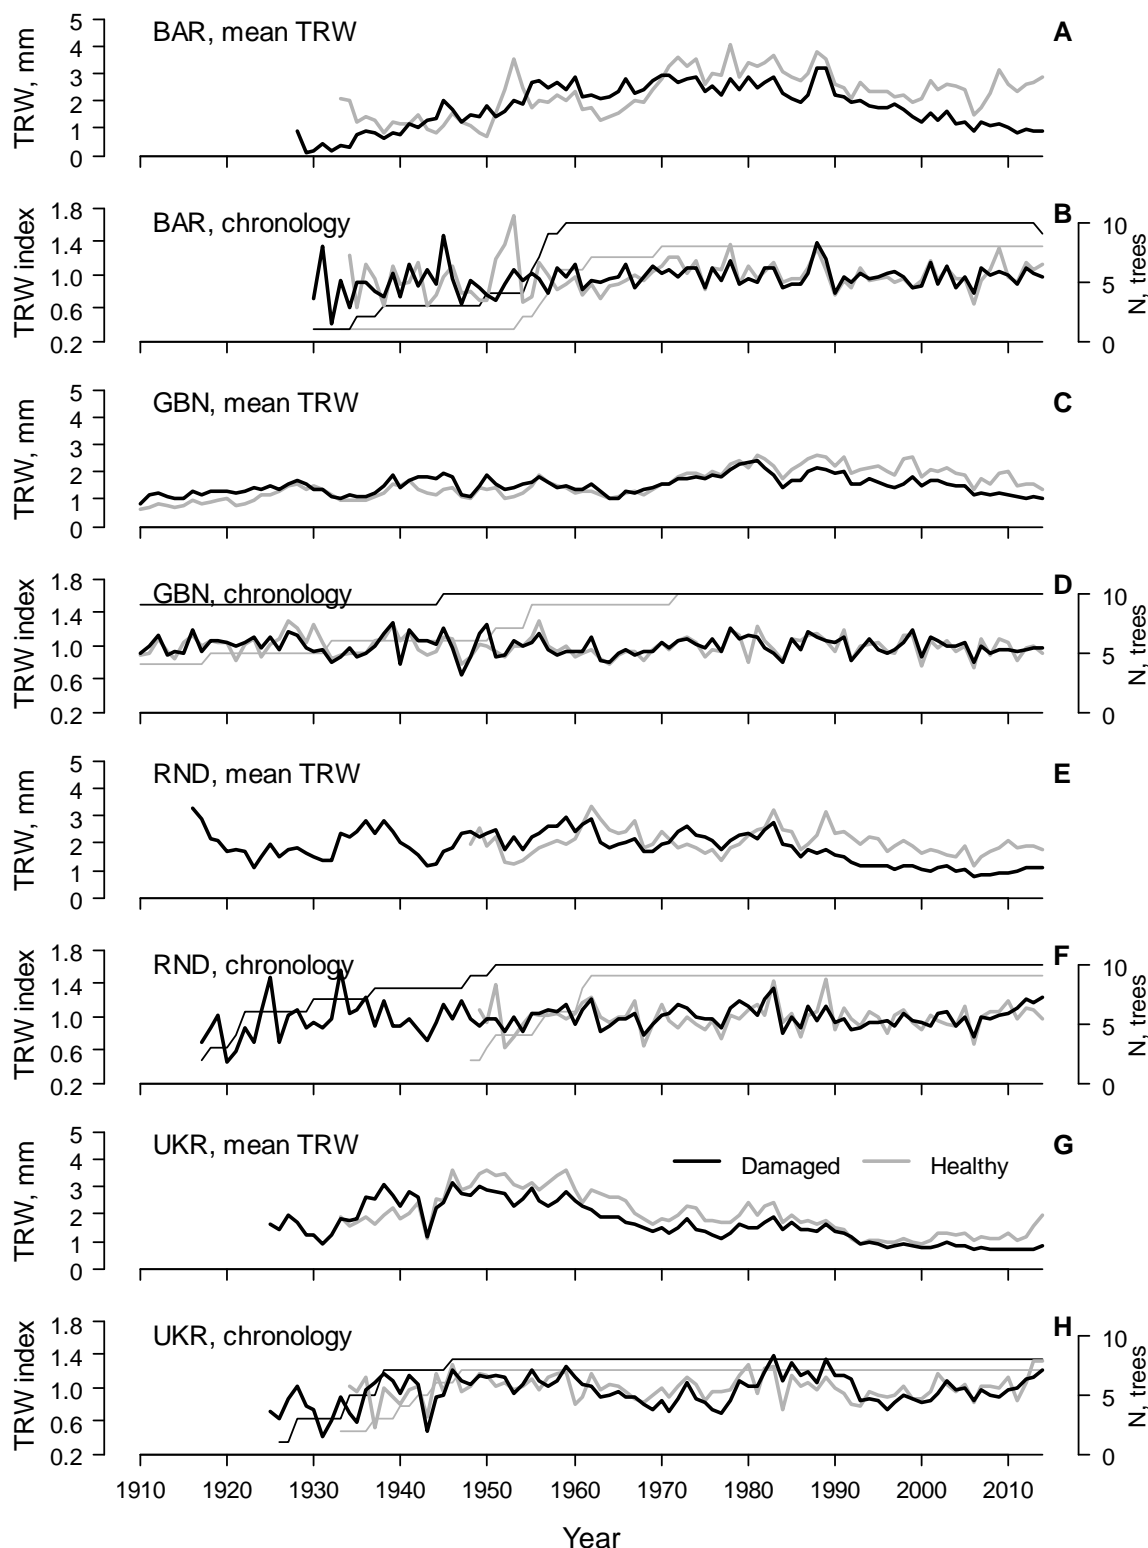 BAR, mean TRW
A
TRW, mm
5
4
3
2
1
0
BAR, chronology
B
TRW index
1.8
1.4
1.0
0.6
0.2
10
5
0
N, trees
GBN, mean TRW
C
TRW, mm
5
4
3
2
1
0
GBN, chronology
D
TRW index
1.8
1.4
1.0
0.6
0.2
10
5
0
N, trees
RND, mean TRW
E
TRW, mm
5
4
3
2
1
0
RND, chronology
F
TRW index
1.8
1.4
1.0
0.6
0.2
10
5
0
N, trees
UKR, mean TRW
G
TRW, mm
5
4
3
2
1
0
Damaged Healthy
UKR, chronology
H
TRW index
1.8
1.4
1.0
0.6
0.2
10
5
0
N, trees
1910 1920 1930 1940 1950 1960 1970 1980 1990 2000 2010
Year